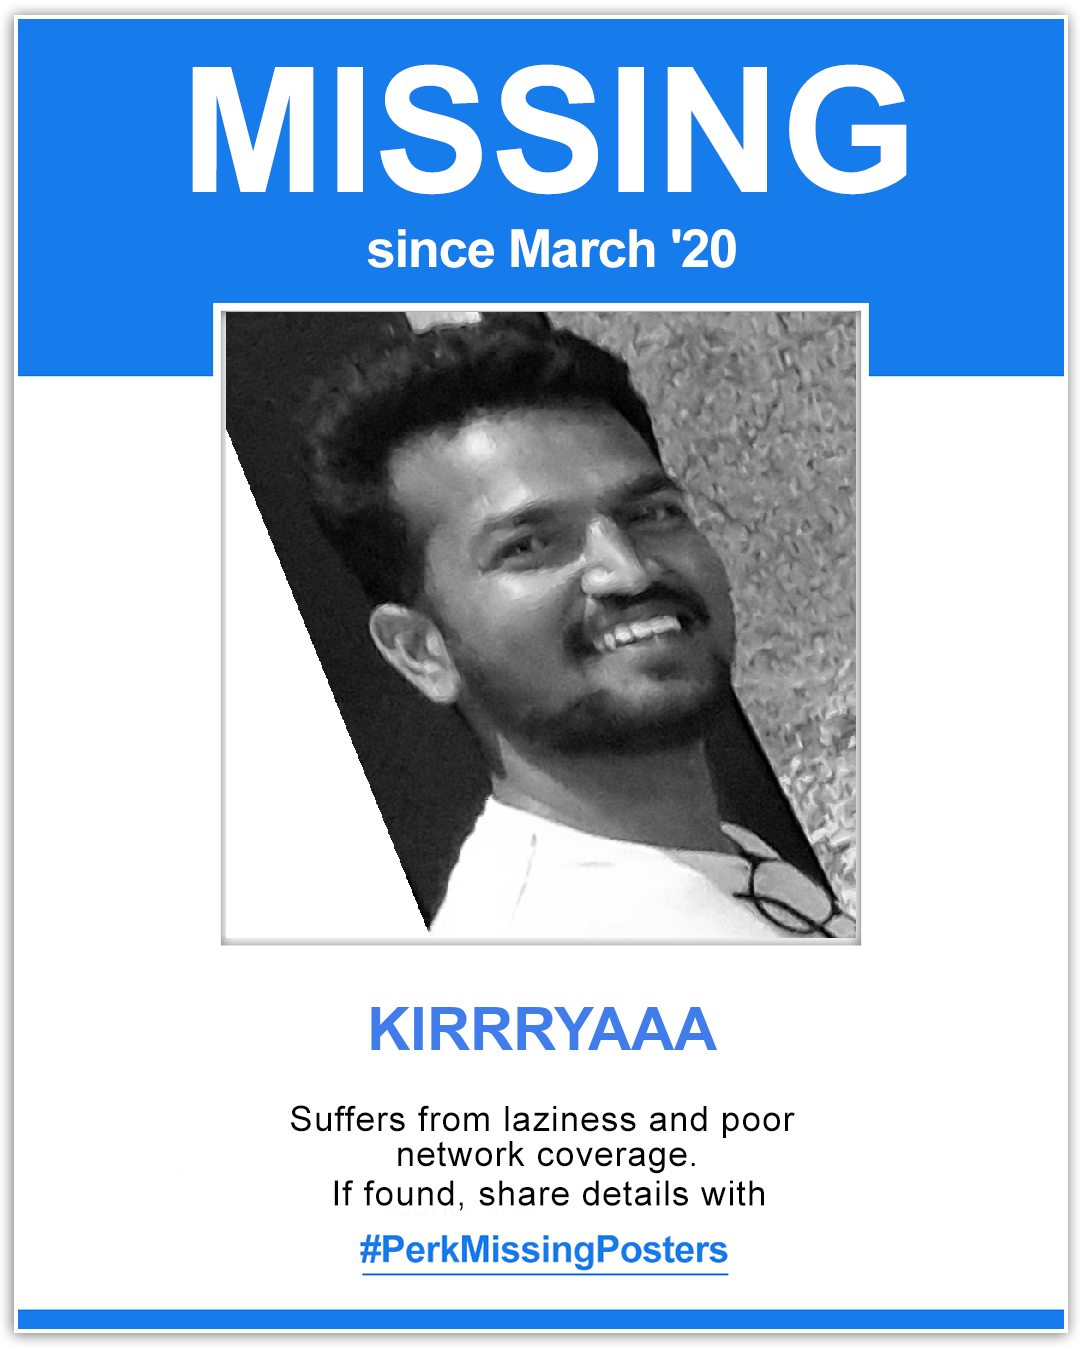 MISSING
since March '20
KIRRRYAAA
Suffers from laziness and poor
network coverage.
If found, share details with
#PerkMissingPosters